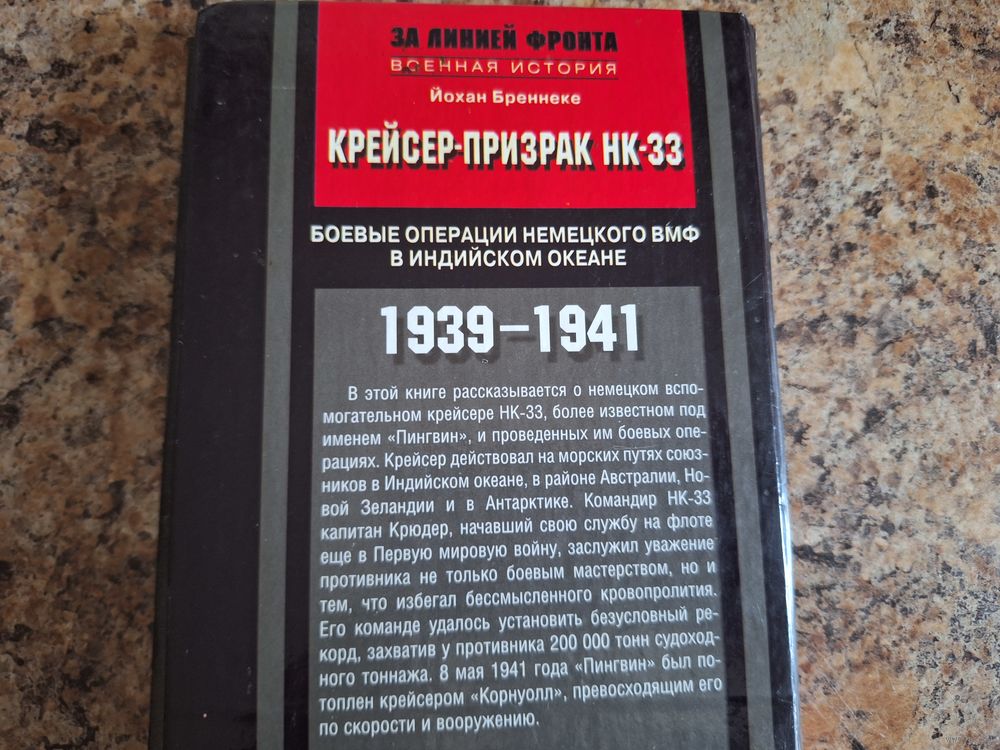 ЗА ЛИНИЕЙ ФРОНТА
ВОЕННАЯ ИСТОРИЯ
Йохан Бреннеке
КРЕЙСЕР-ПРИЗРАК НК-33
БОЕВЫЕ ОПЕРАЦИИ НЕМЕЦКОГО ВМФ
В ИНДИЙСКОМ ОКЕАНЕ
1939–1941
В этой книге рассказывается о немецком вспо-
могательном крейсере НК-33, более известном под
именем «Пингвин», и проведенных им боевых опе-
рациях. Крейсер действовал на морских путях союз-
ников в Индийском океане, в районе Австралии, Но-
вой Зеландии и в Антарктике. Командир НК-33
капитан Крюдер, начавший свою службу на флоте
еще в Первую мировую войну, заслужил уважение
противника не только боевым мастерством, но и
тем, что избегал бессмысленного кровопролития.
Его команде удалось установить безусловный ре-
корд, захватив у противника 200 000 тонн судоход-
ного тоннажа. 8 мая 1941 года «Пингвин» был по-
топлен крейсером «Корнуолл», превосходящим его
по скорости и вооружению.